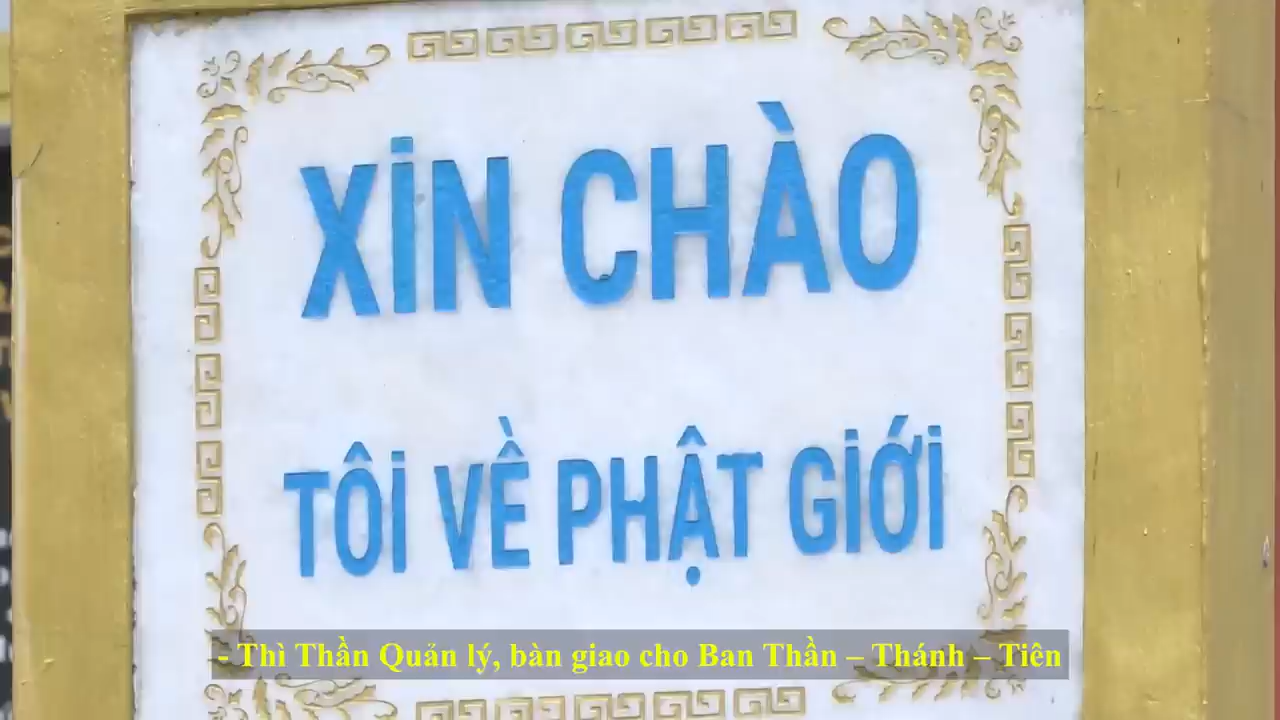 XiN CHÀO
TÔi VỀ PHẬT GiỚi
- Thì Thần Quản lý, bàn giao cho Ban Thần – Thánh – Tiên